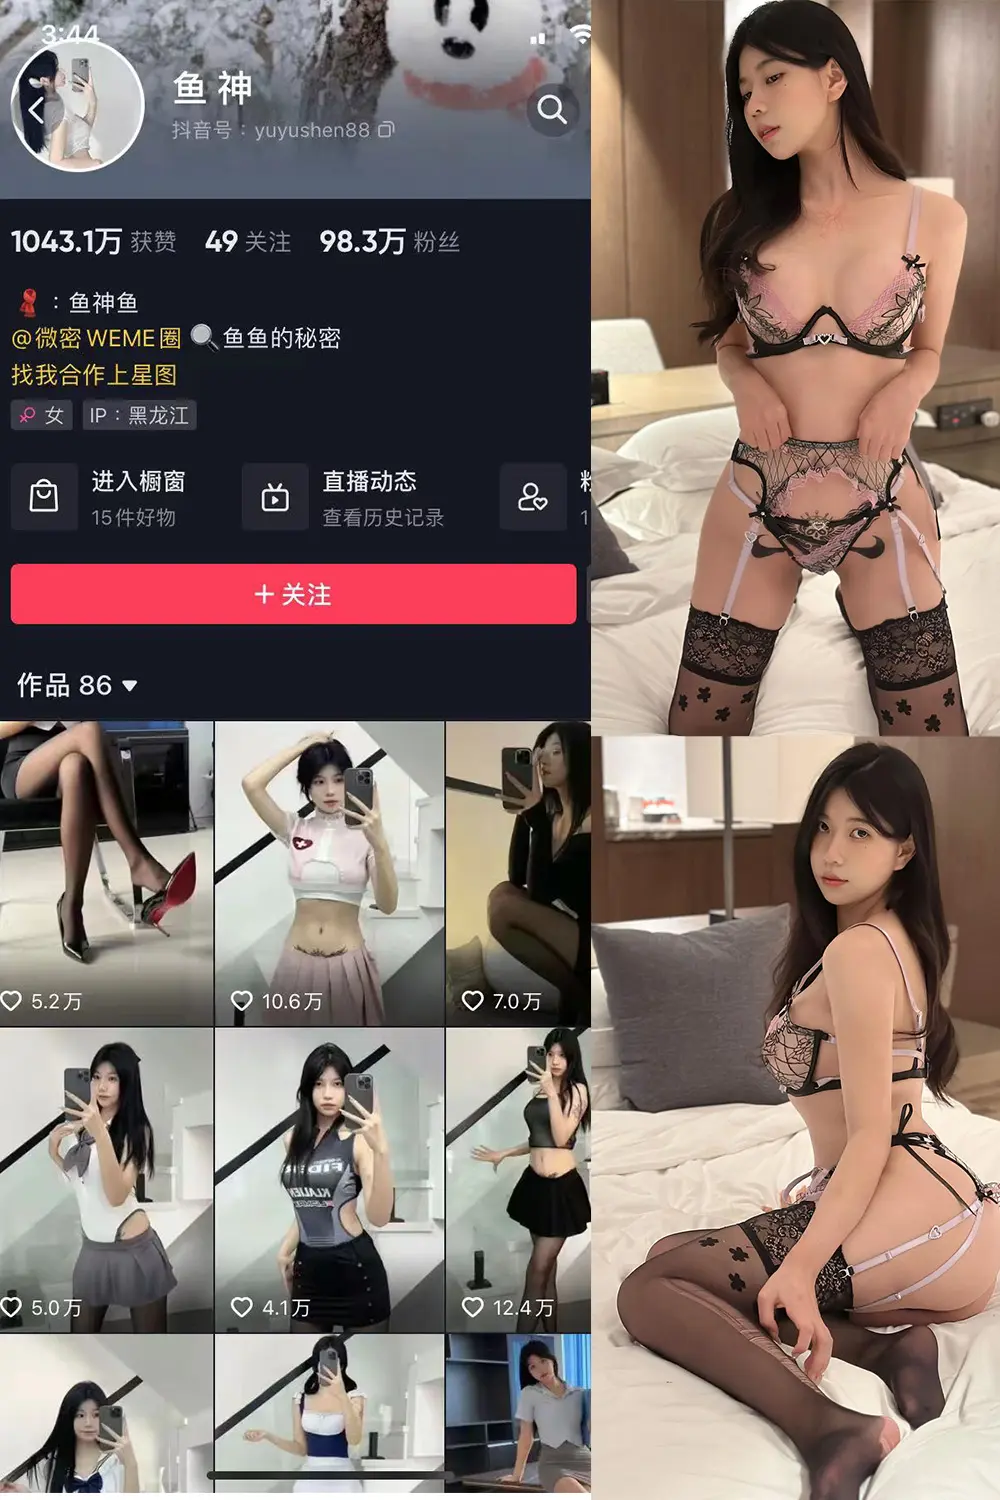 3:44
鱼神
抖音号：yuyushen88
1043.1万 获赞 49 关注 98.3万 粉丝
：鱼神鱼
@微密WEME圈 鱼鱼的秘密
找我合作上星图
女 IP：黑龙江
进入橱窗
15件好物
直播动态
查看历史记录
+ 关注
作品 86
5.2万
10.6万
7.0万
5.0万
4.1万
12.4万